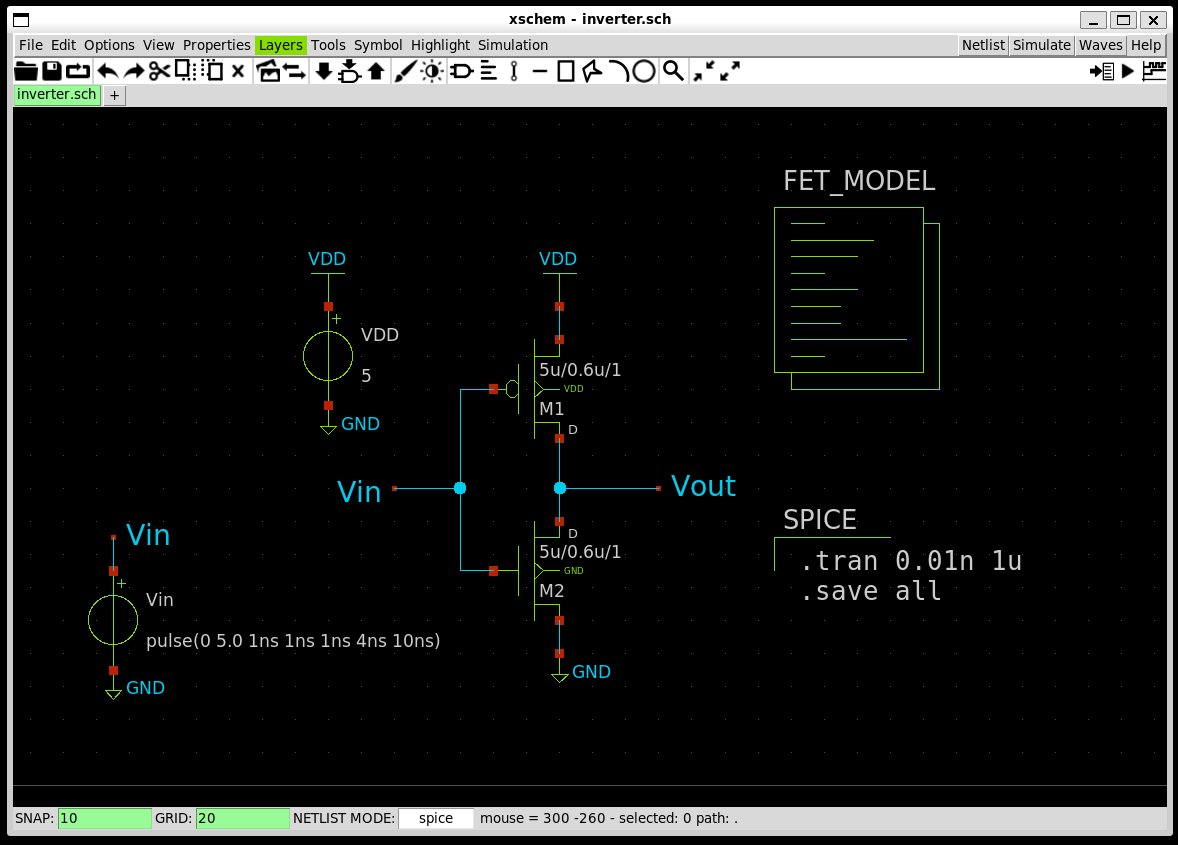 xschem - inverter.sch
File Edit Options View Properties Layers Tools Symbol Highlight Simulation Netlist Simulate Waves Help
inverter.sch +
FET_MODEL
VDD VDD
+
VDD
5
GND
5u/0.6u/1
VDD
M1
D
Vin Vout
D
5u/0.6u/1
GND
M2
GND
SPICE
.tran 0.01n 1u
.save all
Vin
+
Vin
pulse(0 5.0 1ns 1ns 1ns 4ns 10ns)
GND
SNAP: 10 GRID: 20 NETLIST MODE: spice mouse = 300 -260 - selected: 0 path: .